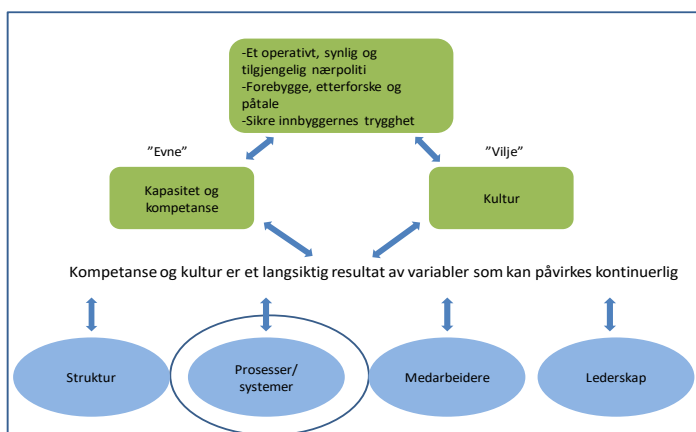 -Et operativt, synlig og
tilgjengelig nærpoliti
-Forebygge, etterforske og
påtale
-Sikre innbyggernes trygghet
”Evne”
”Vilje”
Kapasitet og
kompetanse
Kultur
Kompetanse og kultur er et langsiktig resultat av variabler som kan påvirkes kontinuerlig
Struktur
Prosesser/
systemer
Medarbeidere
Lederskap